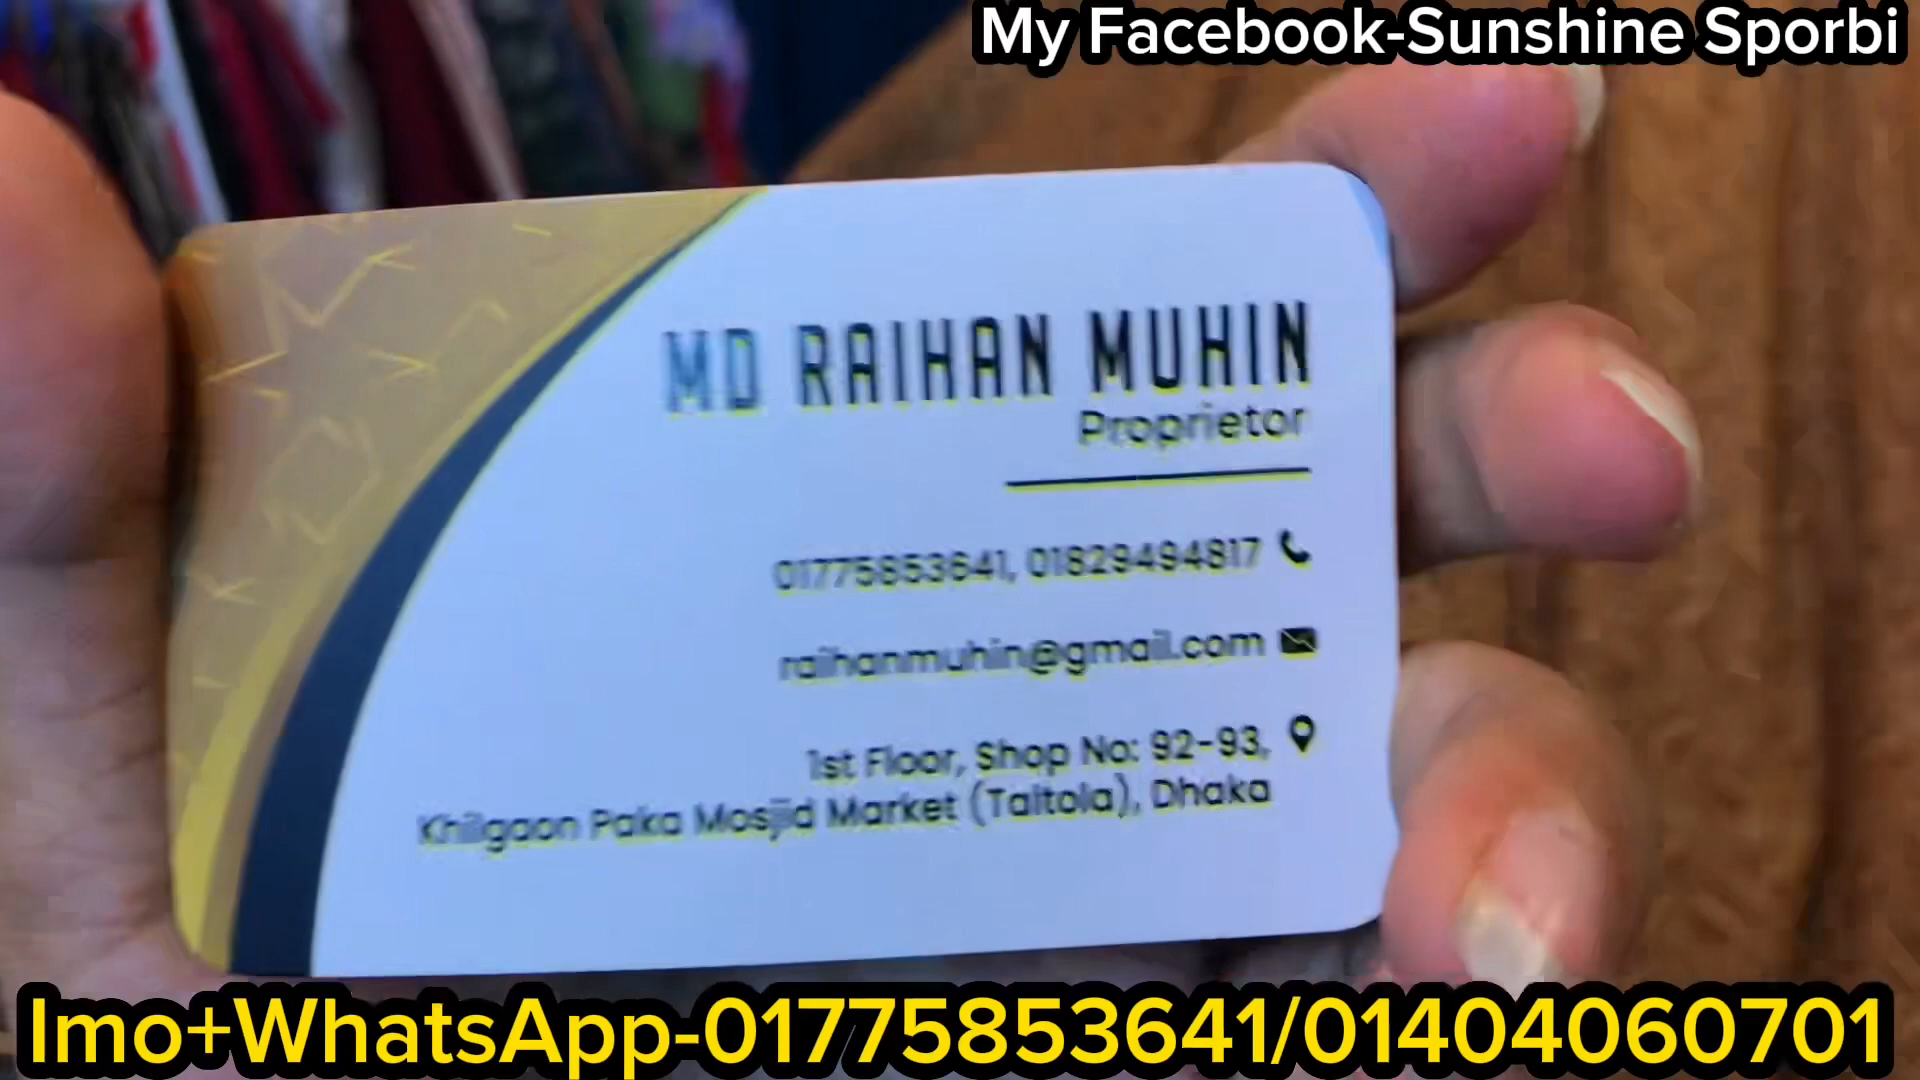 My Facebook-Sunshine Sporbi
MD RAIHAN MUHIN
Proprietor
01775853641, 01829494817
raihanmuhin@gmail.com
1st Floor, Shop No: 92-93,
Khilgaon Paka Mosjid Market (Taltola), Dhaka
Imo+WhatsApp-01775853641/01404060701